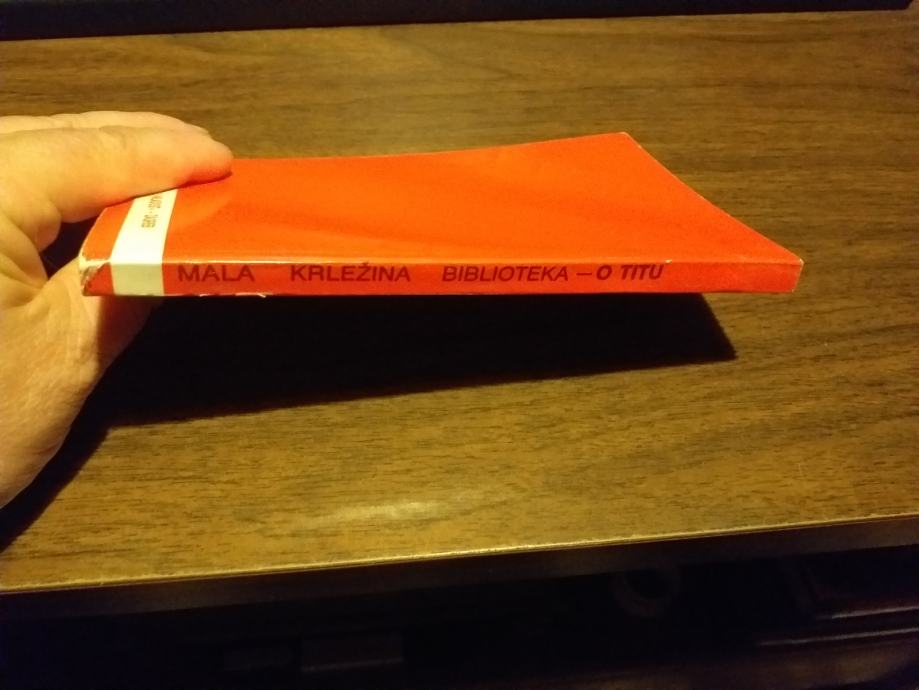 MALA KRLEŽINA BIBLIOTEKA – O TITU